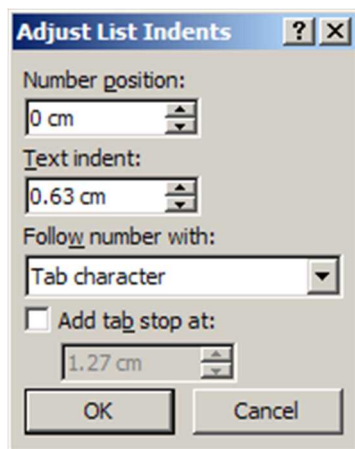 Adjust List Indents
Number position:
0 cm
Text indent:
0.63 cm
Follow number with:
Tab character
Add tab stop at:
1.27 cm
OK Cancel